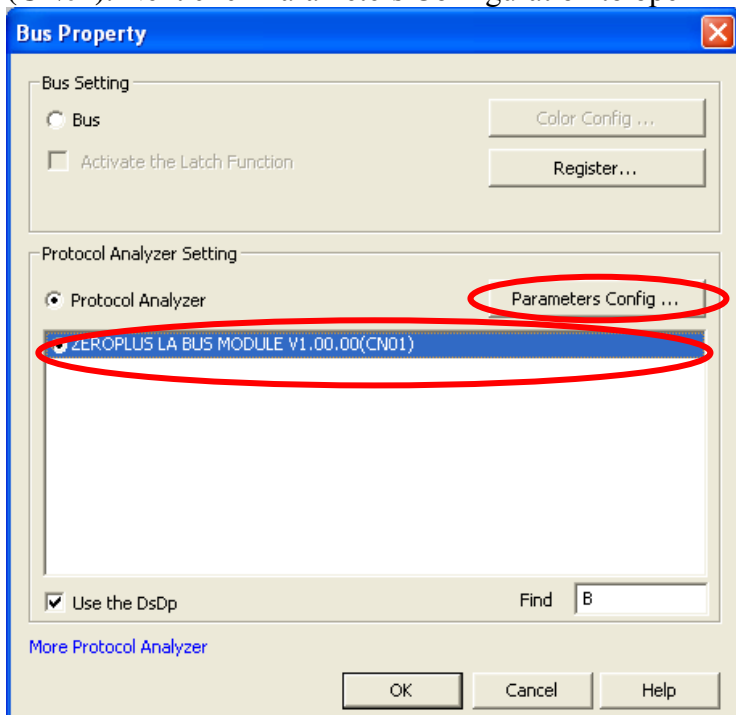 Bus Property
Bus Setting
Bus
Color Config ...
Activate the Latch Function
Register...
Protocol Analyzer Setting
Protocol Analyzer
Parameters Config ...
ZEROPLUS LA BUS MODULE V1.00.00(CN01)
Use the DsDp
Find B
More Protocol Analyzer
OK Cancel Help